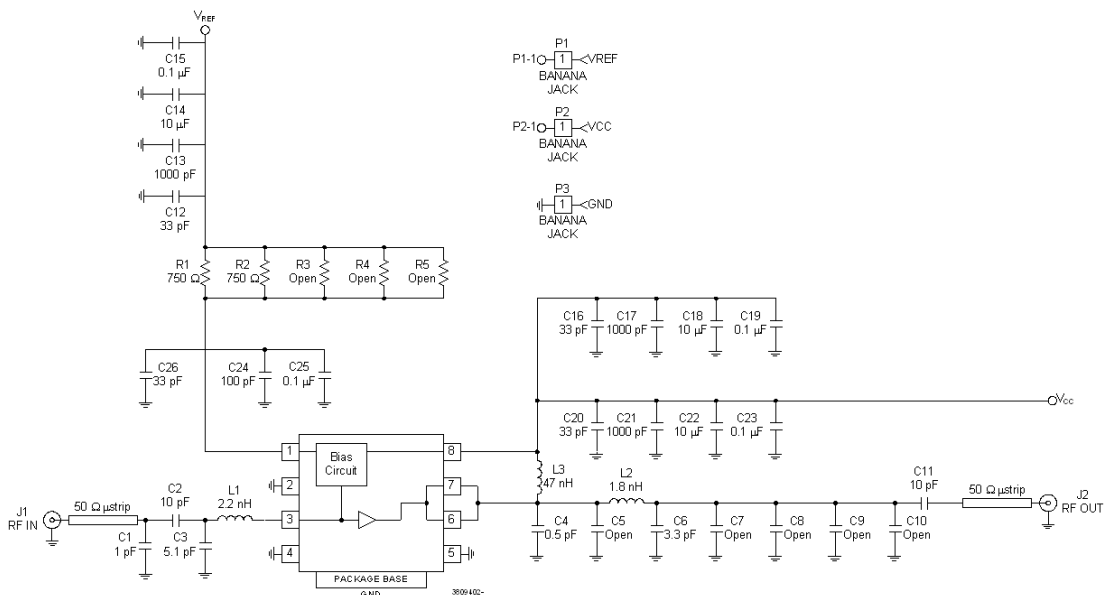 VREF
C15
0.1 µF
C14
10 µF
C13
1000 pF
C12
33 pF
P1
P1-1 1 VREF
BANANA
JACK
P2
P2-1 1 VCC
BANANA
JACK
P3
1 GND
BANANA
JACK
R1
750 Ω
R2
750 Ω
R3
Open
R4
Open
R5
Open
C16
33 pF
C17
1000 pF
C18
10 µF
C19
0.1 µF
C26
33 pF
C24
100 pF
C25
0.1 µF
VCC
C20
33 pF
C21
1000 pF
C22
10 µF
C23
0.1 µF
1
Bias
Circuit
8
2
7
3
6
4
5
PACKAGE BASE
GND
J1
RF IN
50 Ω µstrip
C2
10 pF
L1
2.2 nH
C1
1 pF
C3
5.1 pF
L3
47 nH
L2
1.8 nH
C4
0.5 pF
C5
Open
C6
3.3 pF
C7
Open
C8
Open
C9
Open
C10
Open
C11
10 pF
50 Ω µstrip
J2
RF OUT